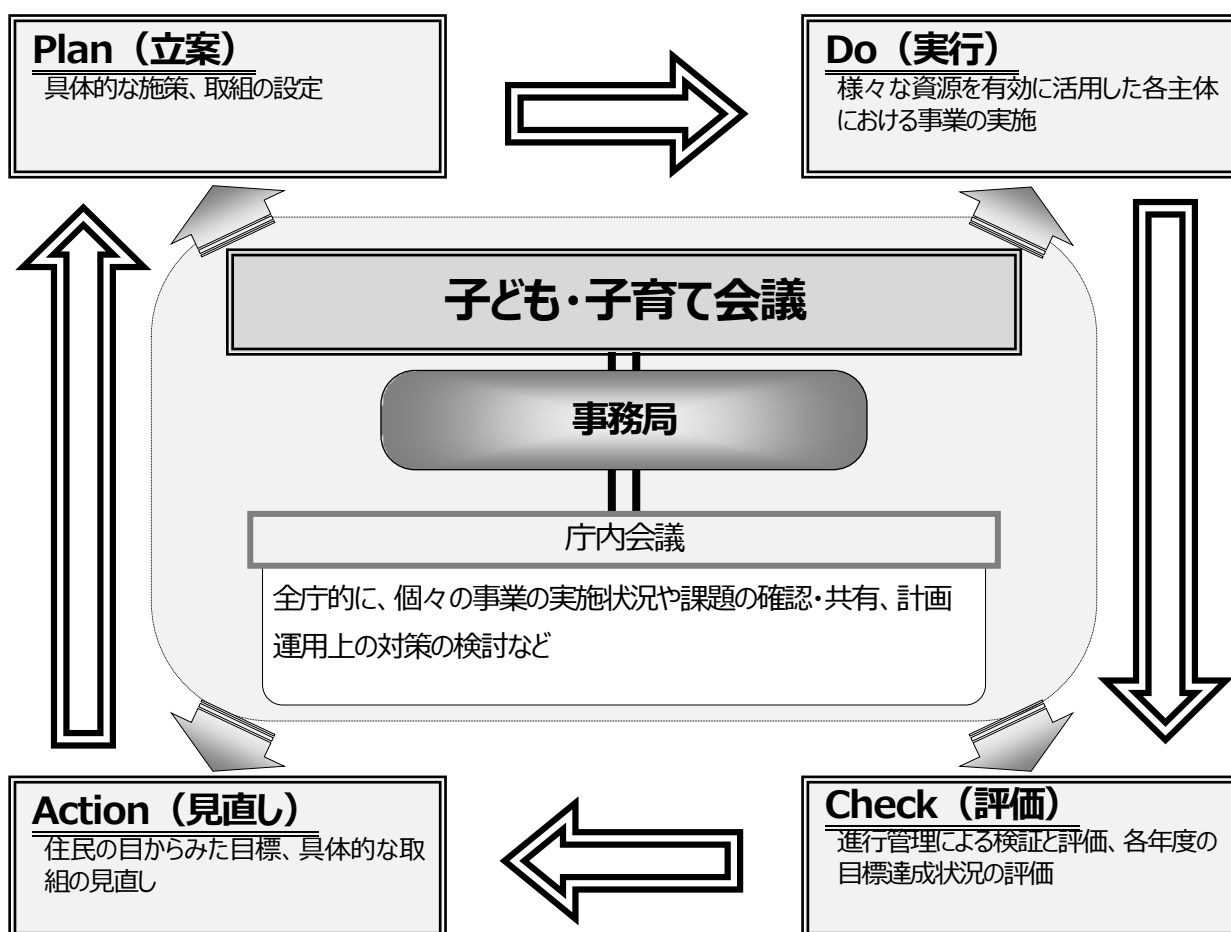 Plan（立案）
具体的な施策、取組の設定
Do（実行）
様々な資源を有効に活用した各主体
における事業の実施
子ども・子育て会議
事務局
庁内会議
全庁的に、個々の事業の実施状況や課題の確認・共有、計画
運用上の対策の検討など
Action（見直し）
住民の目からみた目標、具体的な取
組の見直し
Check（評価）
進行管理による検証と評価、各年度の
目標達成状況の評価